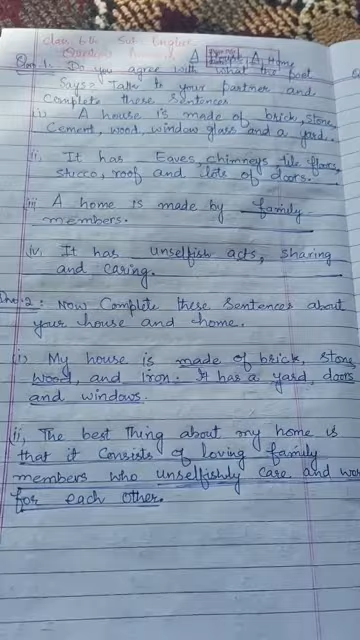 Class 6th Sub. English
Question A A Home
Que 1. Do you agree with what the poet
Says? Talk to your partner and
Complete these Sentences
i) A house is made of brick, stone,
Cement, wood, window glass and a yard.
ii. It has Eaves, chimneys, tile floors,
stucco, roof and lots of doors.
iii A home is made by family
members.
iv. It has unselfish acts, sharing
and caring.
Que. 2: Now Complete these Sentences about
your house and home.
i) My house is made of brick, stone,
wood, and iron. It has a yard, doors
and windows.
ii, The best Thing about my home is
that it consists of loving family
members who unselfishly care and wo
for each other.